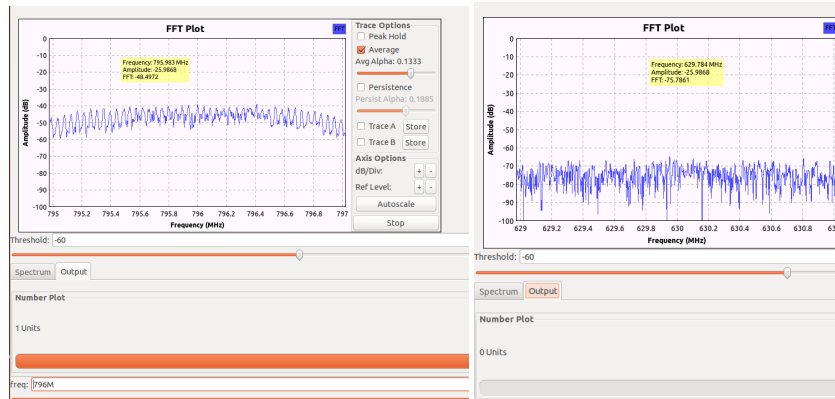 FFT Plot
FFT
Trace Options
Peak Hold
Average
Avg Alpha: 0.1333
Persistence
Persist Alpha: 0.1885
Trace A Store
Trace B Store
Axis Options
dB/Div: + -
Ref Level: + -
Autoscale
Stop
Frequency: 795.983 MHz
Amplitude: -25.9868
FFT: -48.4972
Amplitude (dB)
0
-10
-20
-30
-40
-50
-60
-70
-80
-90
-100
795 795.2 795.4 795.6 795.8 796 796.2 796.4 796.6 796.8 797
Frequency (MHz)
Threshold: -60
Spectrum Output
Number Plot
1 Units
freq: 796M
FFT Plot
FFT
Frequency: 629.784 MHz
Amplitude: -25.9868
FFT: -75.7861
Amplitude (dB)
0
-10
-20
-30
-40
-50
-60
-70
-80
-90
-100
629 629.2 629.4 629.6 629.8 630 630.2 630.4 630.6 630.8
Frequency (MHz)
Threshold: -60
Spectrum Output
Number Plot
0 Units